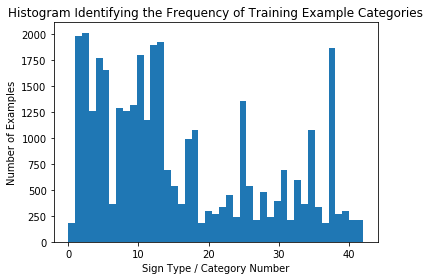 Histogram Identifying the Frequency of Training Example Categories
Number of Examples
2000
1750
1500
1250
1000
750
500
250
0
0 10 20 30 40
Sign Type / Category Number